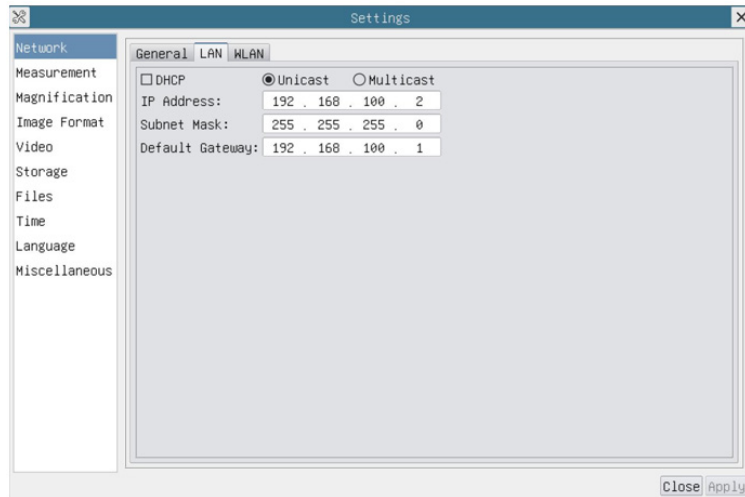 Settings
Network
Measurement
Magnification
Image Format
Video
Storage
Files
Time
Language
Miscellaneous
General LAN WLAN
DHCP Unicast Multicast
IP Address: 192 . 168 . 100 . 2
Subnet Mask: 255 . 255 . 255 . 0
Default Gateway: 192 . 168 . 100 . 1
Close Apply